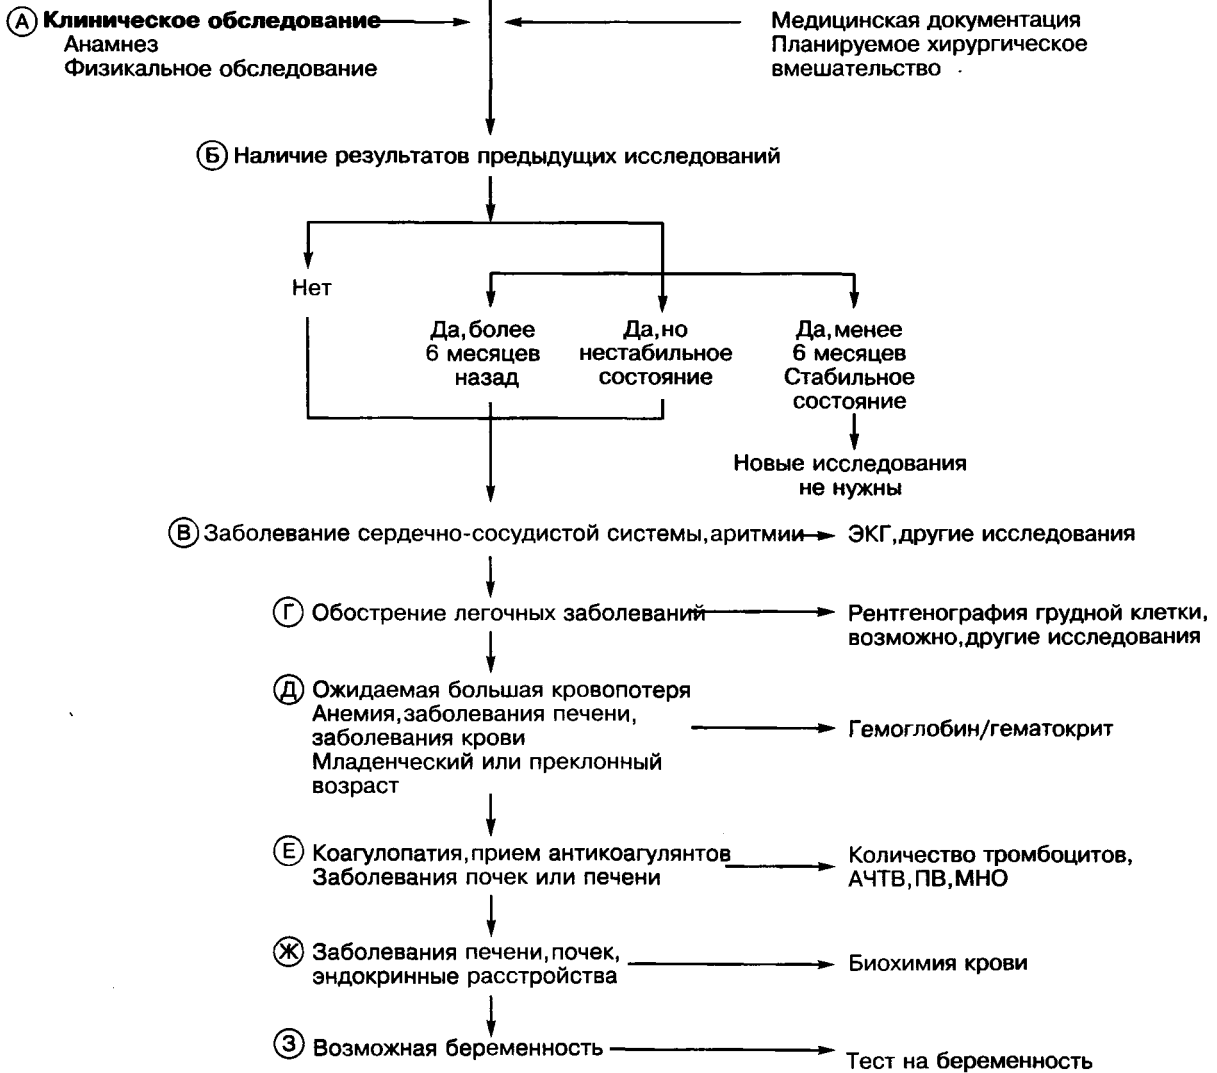 А Клиническое обследование
Анамнез
Физикальное обследование
Медицинская документация
Планируемое хирургическое
вмешательство
Б Наличие результатов предыдущих исследований
Нет
Да, более
6 месяцев
назад
Да, но
нестабильное
состояние
Да, менее
6 месяцев
Стабильное
состояние
Новые исследования
не нужны
В Заболевание сердечно-сосудистой системы, аритмии
ЭКГ, другие исследования
Г Обострение легочных заболеваний
Рентгенография грудной клетки,
возможно, другие исследования
Д Ожидаемая большая кровопотеря
Анемия, заболевания печени,
заболевания крови
Младенческий или преклонный
возраст
Гемоглобин/гематокрит
Е Коагулопатия, прием антикоагулянтов
Заболевания почек или печени
Количество тромбоцитов,
АЧТВ, ПВ, МНО
Ж Заболевания печени, почек,
эндокринные расстройства
Биохимия крови
З Возможная беременность
Тест на беременность